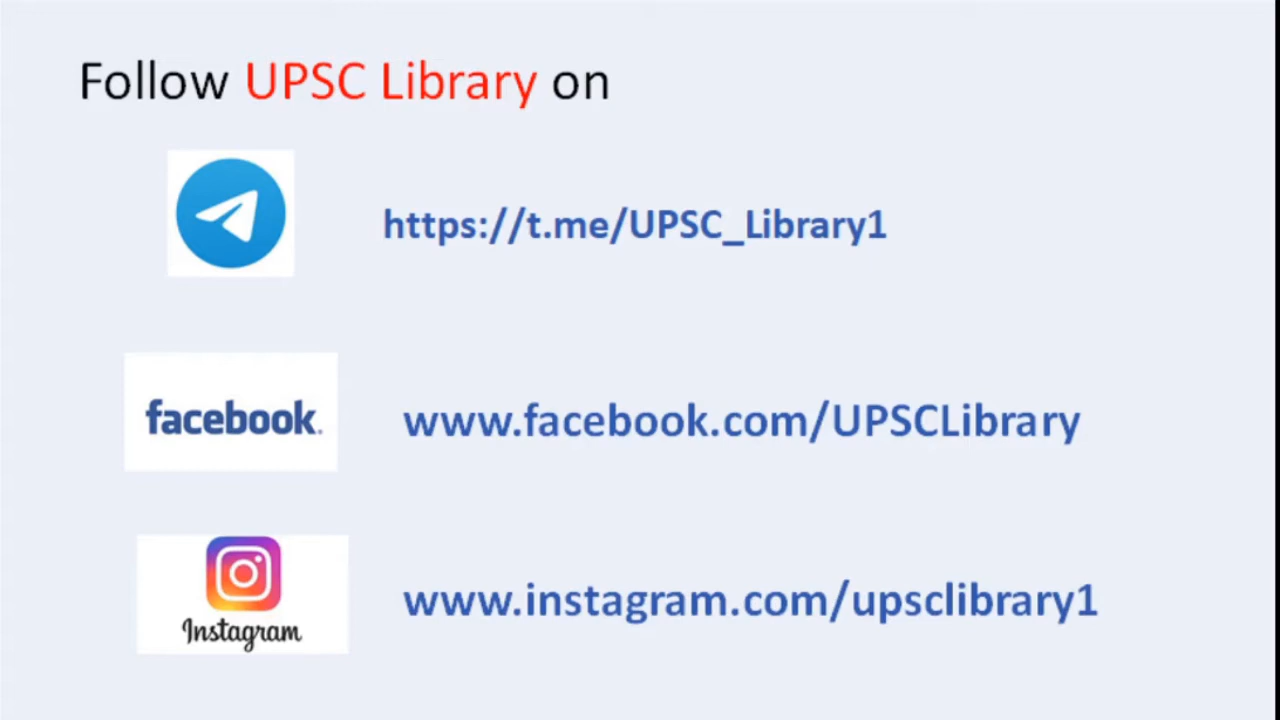 Follow UPSC Library on
https://t.me/UPSC_Library1
facebook.
www.facebook.com/UPSCLibrary
Instagram
www.instagram.com/upsclibrary1